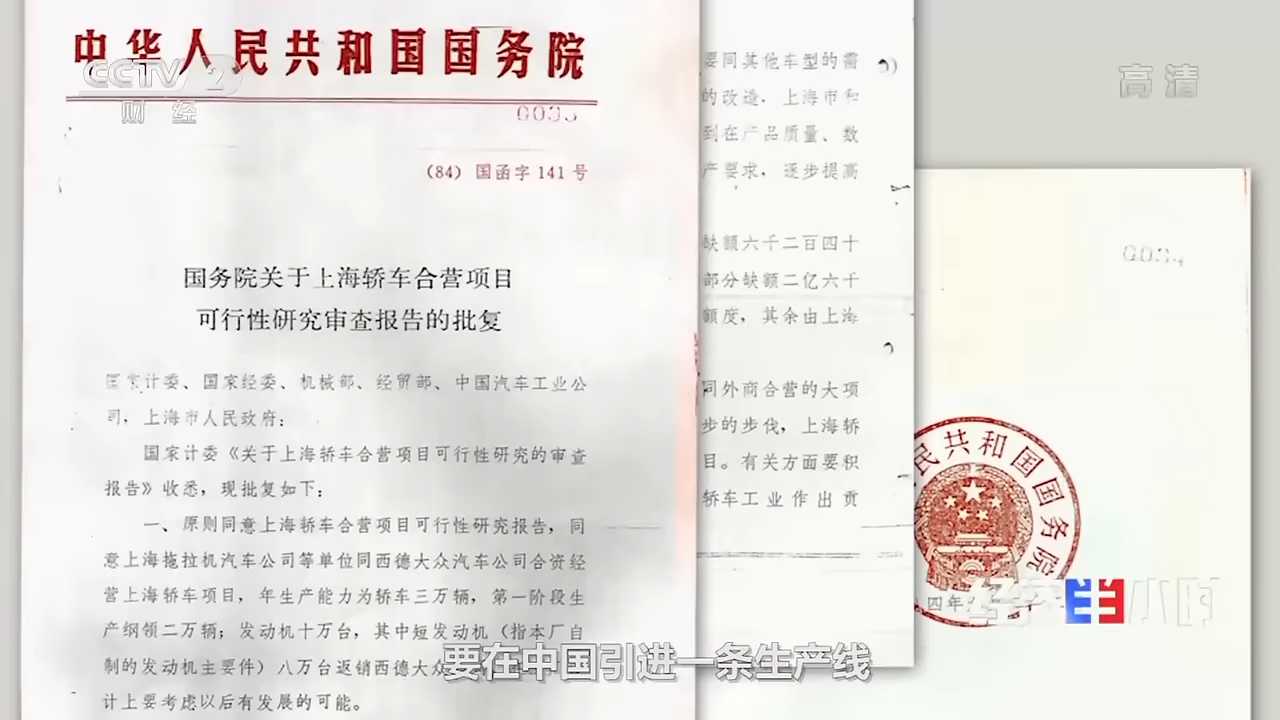 中华人民共和国国务院
CCTV 2
财经
高清
(84) 国函字 141 号
国务院关于上海轿车合营项目
可行性研究审查报告的批复
国家计委、国家经委、机械部、经贸部、中国汽车工业公
司，上海市人民政府：
国家计委《关于上海轿车合营项目可行性研究的审查
报告》收悉，现批复如下：
一、原则同意上海轿车合营项目可行性研究报告，同
意上海拖拉机汽车公司等单位同西德大众汽车公司合资经
营上海轿车项目，年生产能力为轿车三万辆，第一阶段生
产纲领二万辆；发动机十万台，其中短发动机（指本厂自
制的发动机主要件）八万台返销西德大众
计上要考虑以后有发展的可能。
要同其他车型的需
的改造．上海市和
到在产品质量、数
产要求，逐步提高
缺额六千二百四十
部分缺额二亿六千
额度，其余由上海
同外商合营的大项
步的步伐，上海轿
目。有关方面要积
轿车工业作出贡
民共和国国务院
四年
半小时
要在中国引进一条生产线